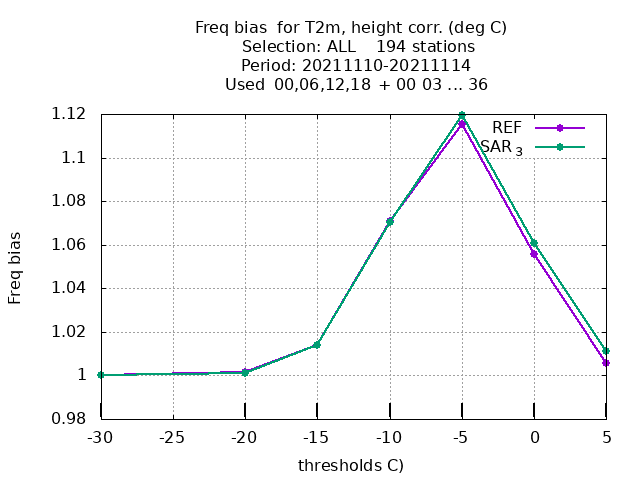 Freq bias  for T2m, height corr. (deg C)
Selection: ALL    194 stations
Period: 20211110-20211114
Used  00,06,12,18  + 00 03 ... 36
1.12
1.1
1.08
1.06
1.04
1.02
1
0.98
Freq bias
REF
SAR 3
-30
-25
-20
-15
-10
-5
0
5
thresholds C)